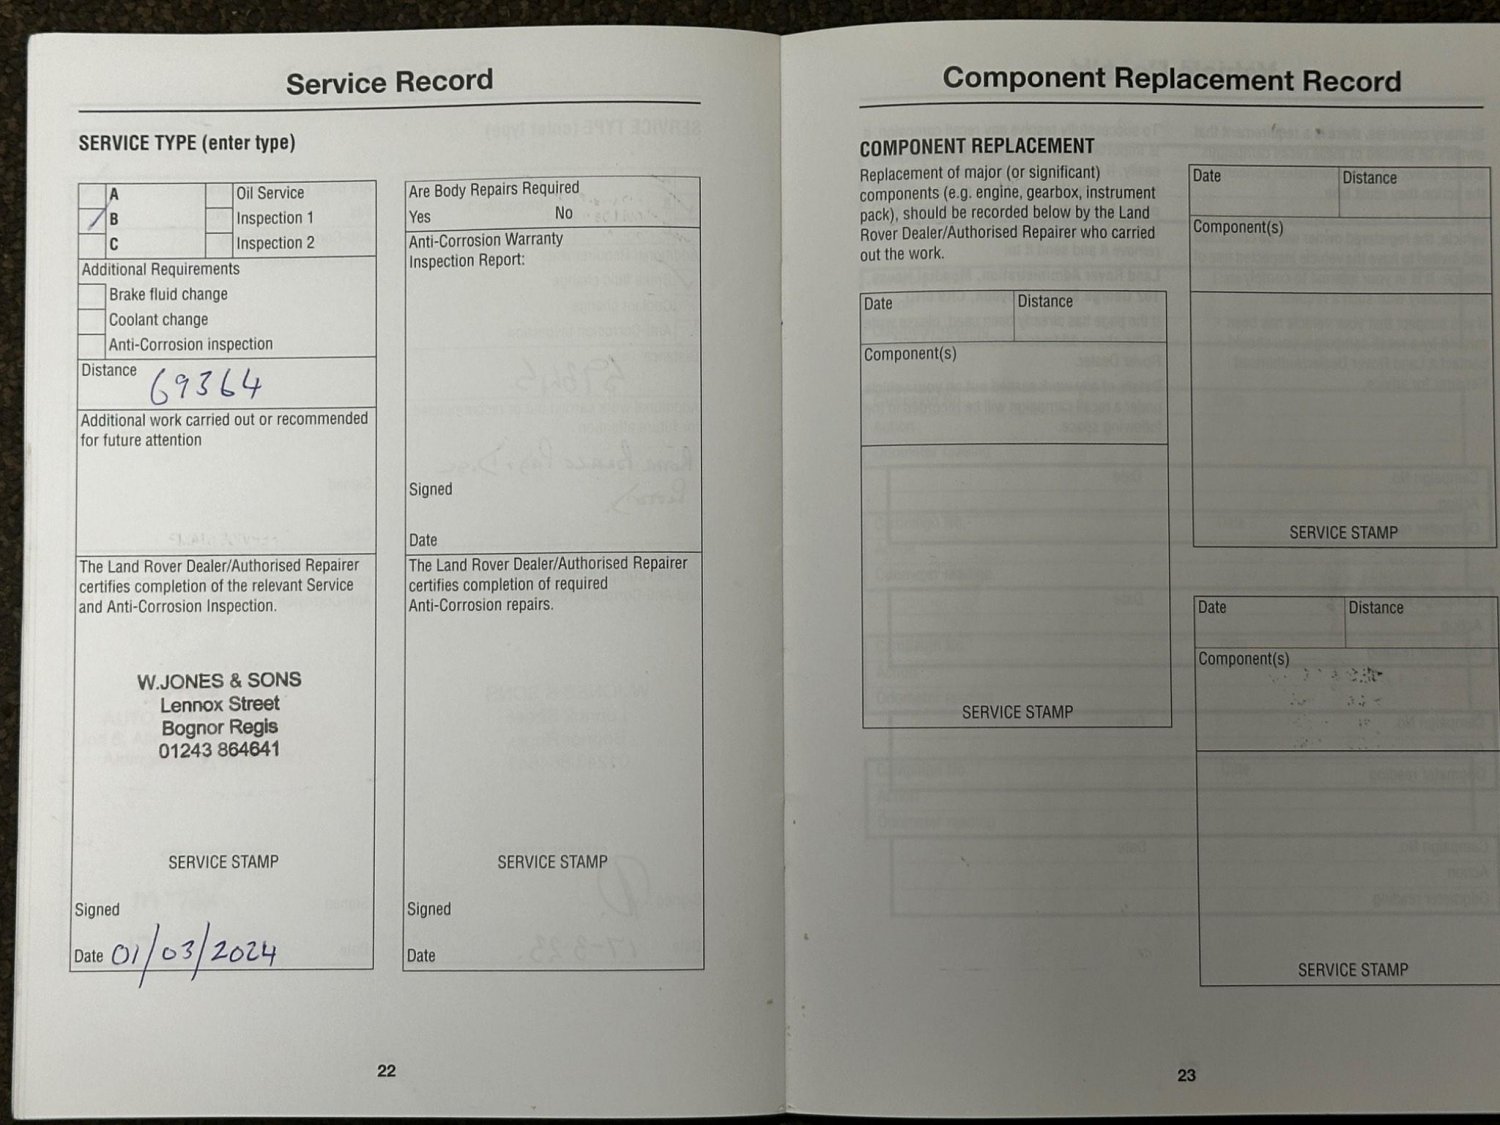 Service Record
SERVICE TYPE (enter type)
A
B
C
Oil Service
Inspection 1
Inspection 2
Additional Requirements
Brake fluid change
Coolant change
Anti-Corrosion inspection
Distance 69364
Additional work carried out or recommended
for future attention
The Land Rover Dealer/Authorised Repairer
certifies completion of the relevant Service
and Anti-Corrosion Inspection.
W.JONES & SONS
Lennox Street
Bognor Regis
01243 864641
SERVICE STAMP
Signed
Date 01/03/2024
Are Body Repairs Required
Yes No
Anti-Corrosion Warranty
Inspection Report:
Signed
Date
The Land Rover Dealer/Authorised Repairer
certifies completion of required
Anti-Corrosion repairs.
SERVICE STAMP
Signed
Date
22
Component Replacement Record
COMPONENT REPLACEMENT
Replacement of major (or significant)
components (e.g. engine, gearbox, instrument
pack), should be recorded below by the Land
Rover Dealer/Authorised Repairer who carried
out the work.
Date Distance
Component(s)
SERVICE STAMP
Date Distance
Component(s)
SERVICE STAMP
Date Distance
Component(s)
SERVICE STAMP
23